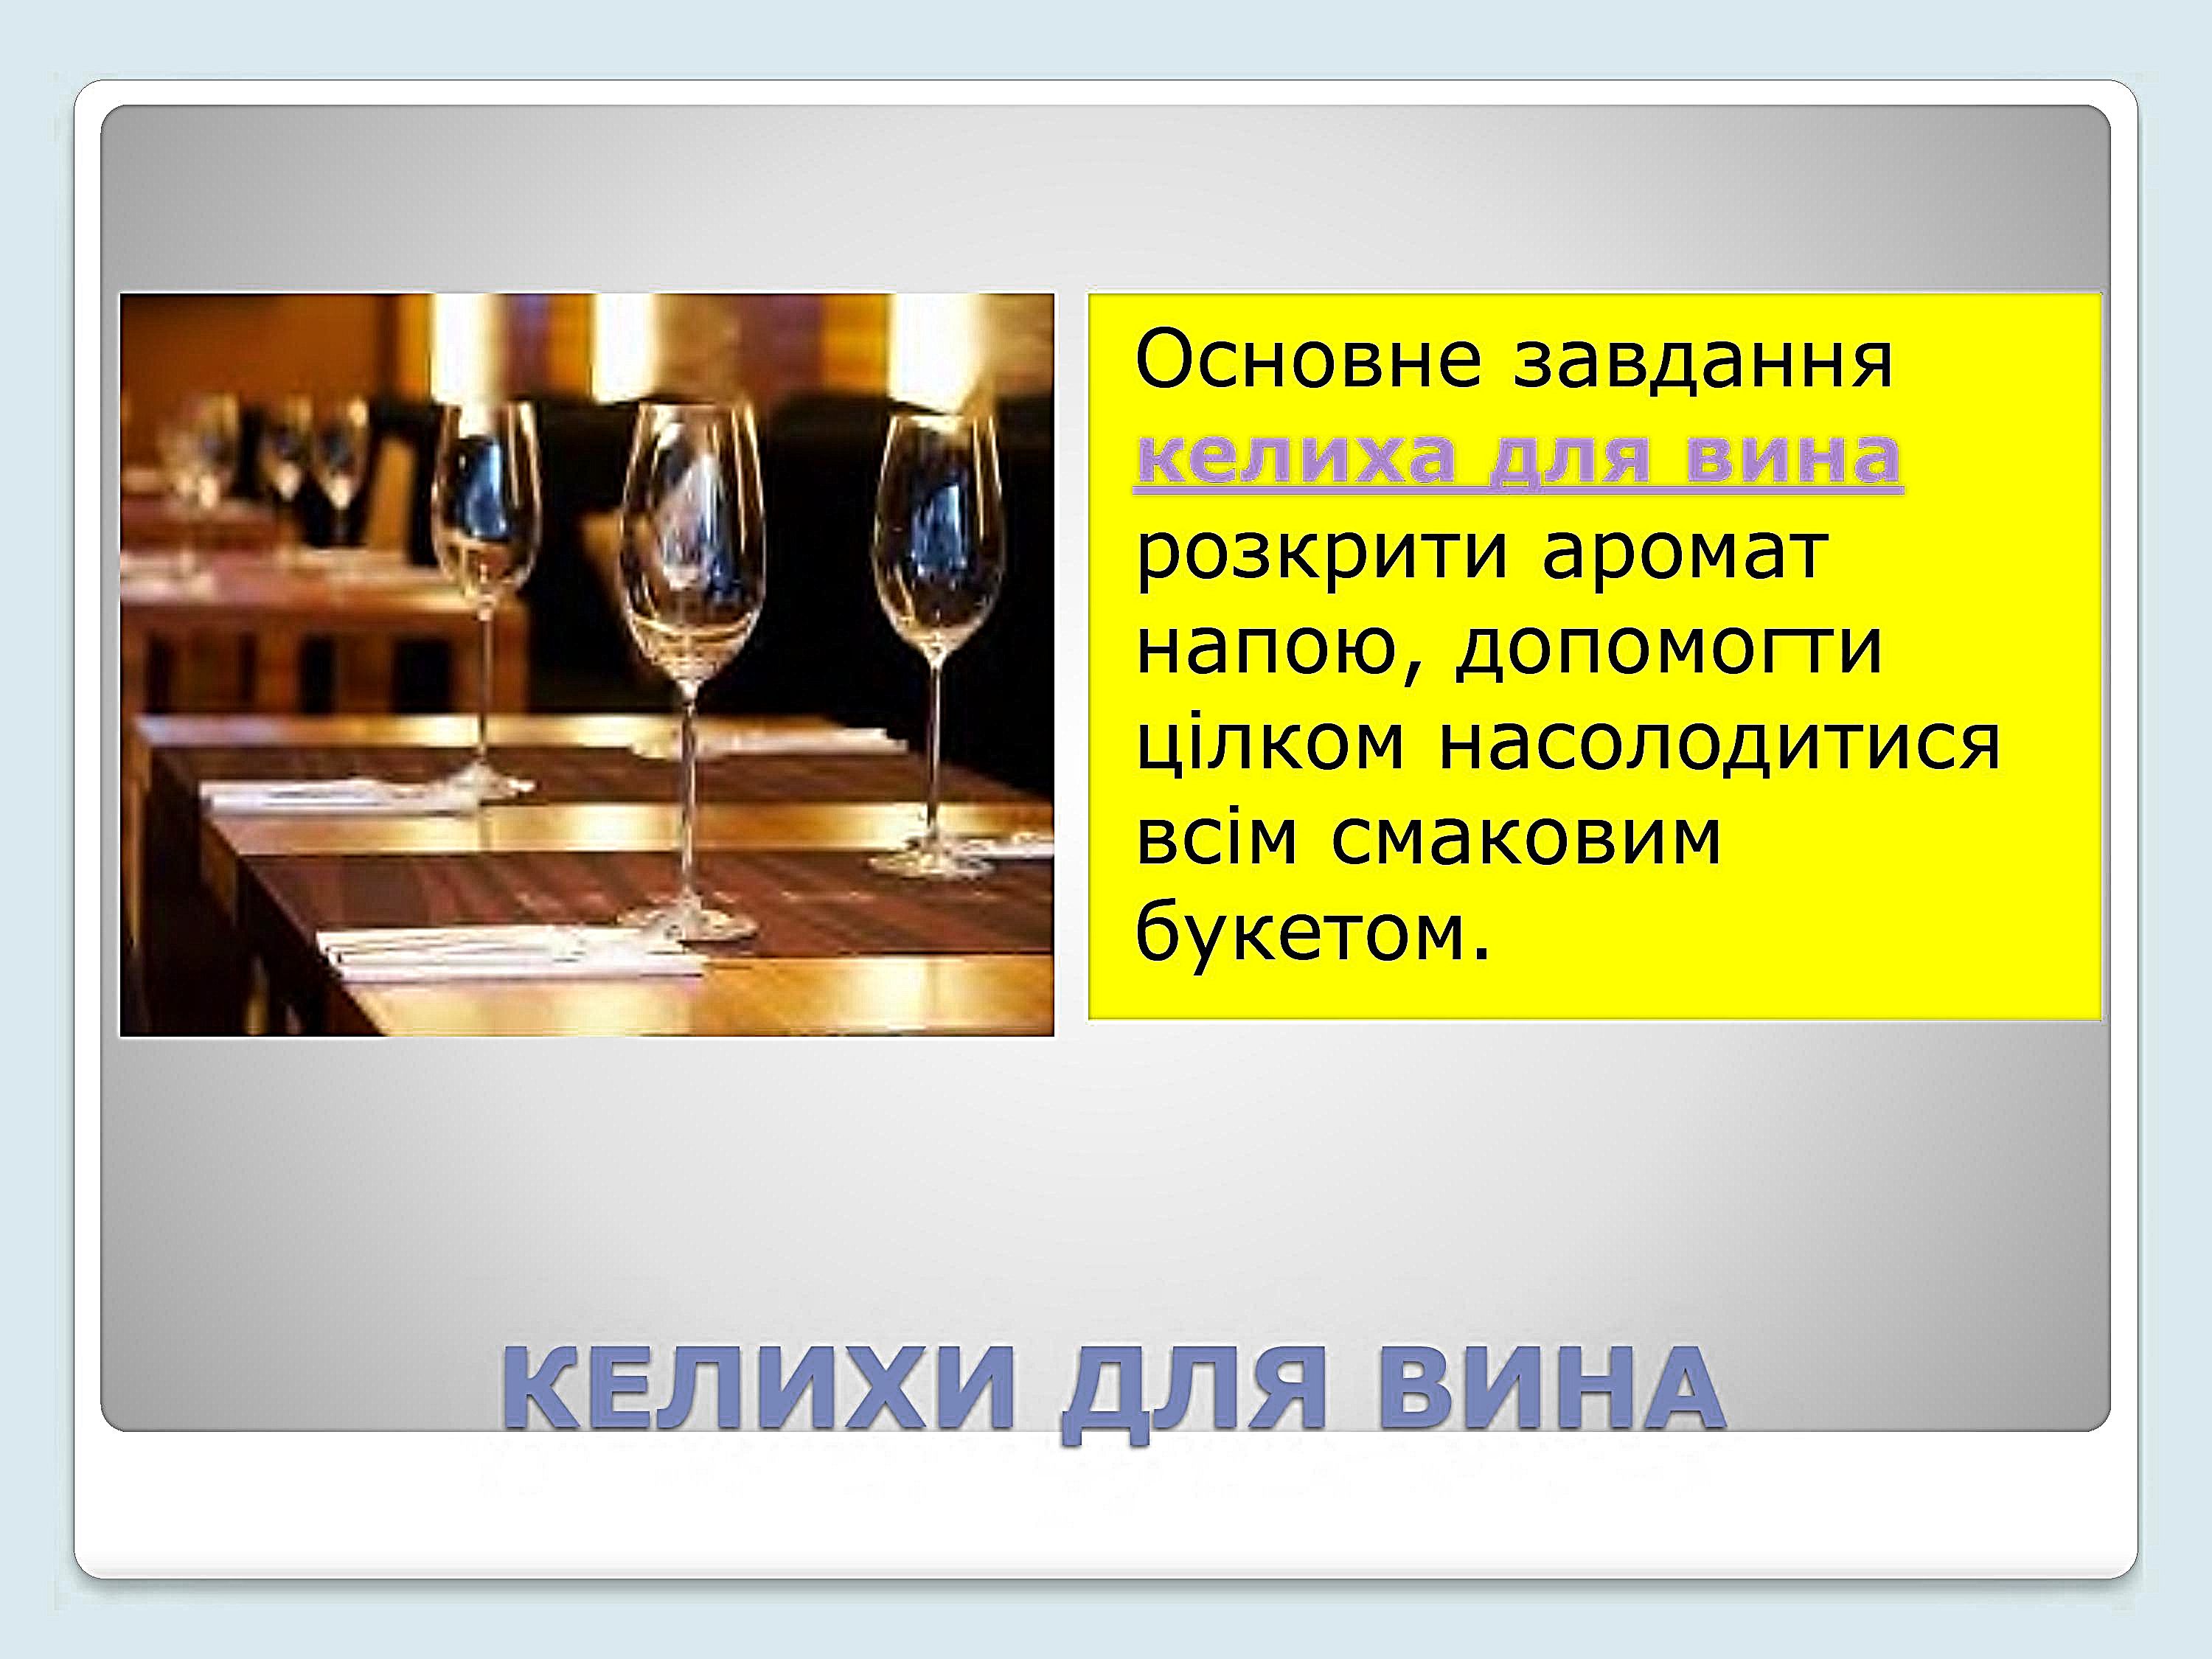 Основне завдання
келиха для вина
розкрити аромат
напою, допомогти
цілком насолодитися
всім смаковим
букетом.
КЕЛИХИ ДЛЯ ВИНА